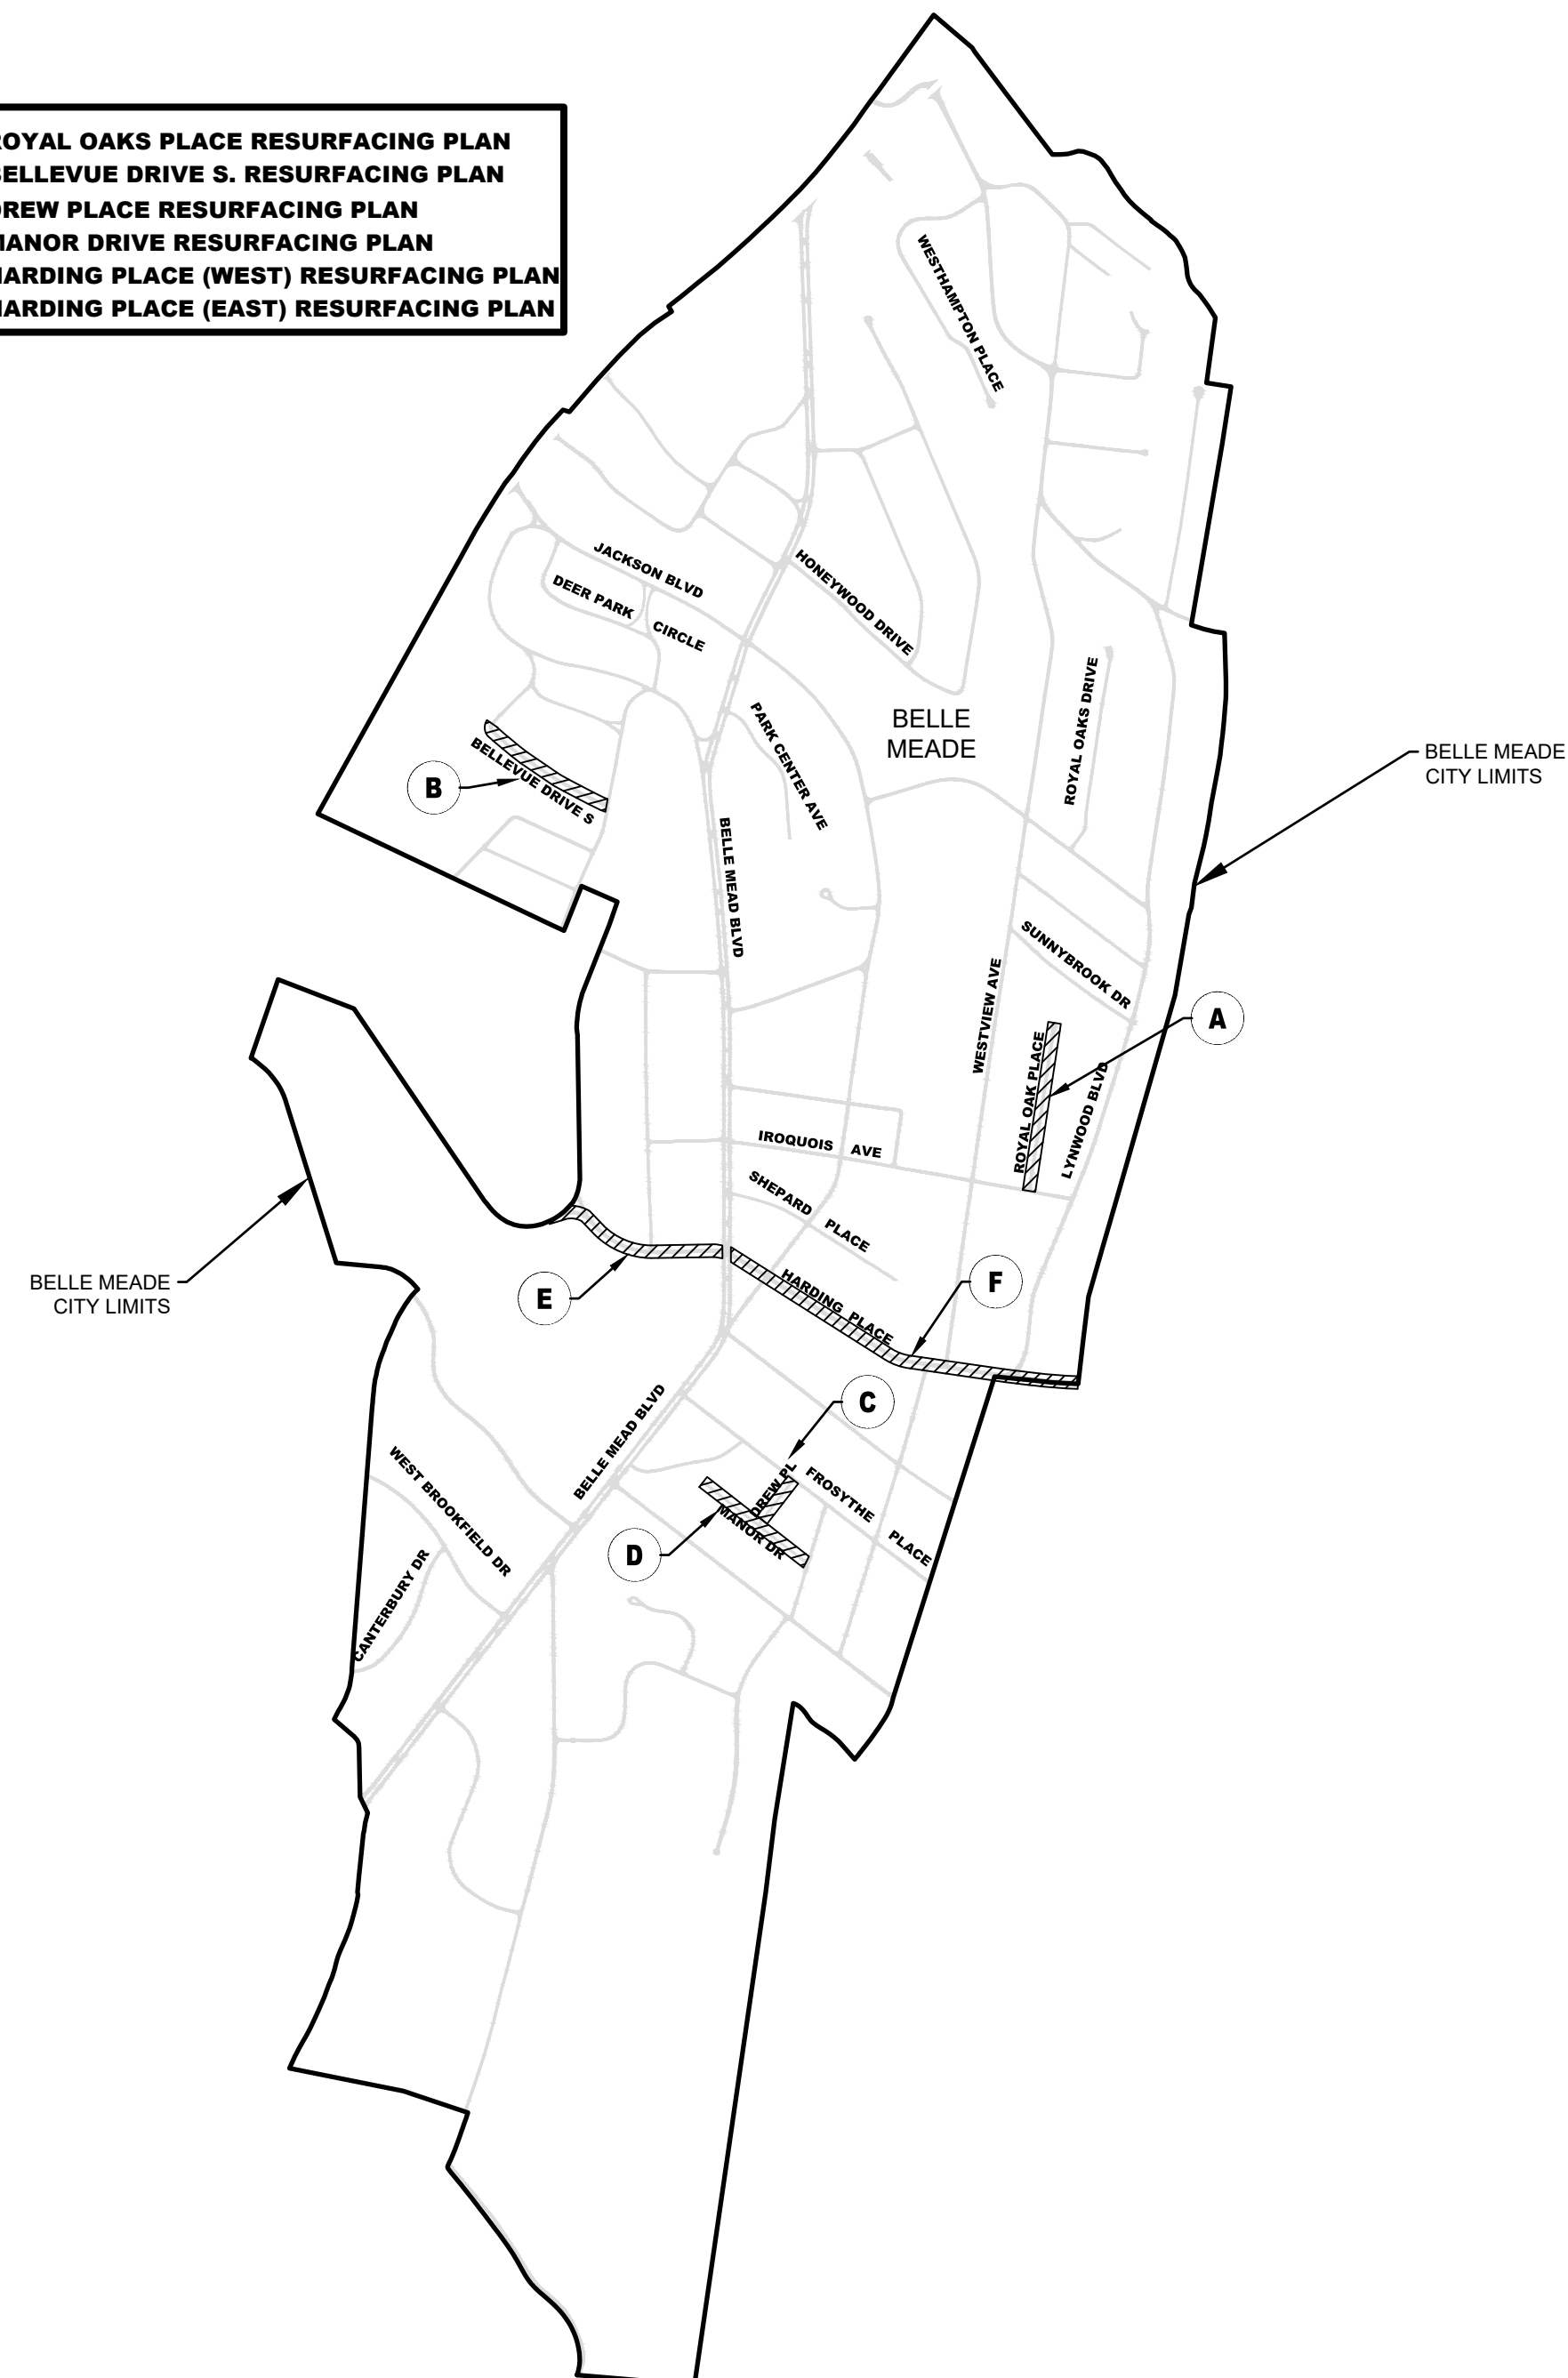 ROYAL OAKS PLACE RESURFACING PLAN
BELLEVUE DRIVE S. RESURFACING PLAN
DREW PLACE RESURFACING PLAN
MANOR DRIVE RESURFACING PLAN
HARDING PLACE (WEST) RESURFACING PLAN
HARDING PLACE (EAST) RESURFACING PLAN
WESTHAMPTON PLACE
JACKSON BLVD
DEER PARK
CIRCLE
HONEYWOOD DRIVE
ROYAL OAKS DRIVE
BELLE
MEADE
PARK CENTER AVE
BELLE MEADE
CITY LIMITS
B
BELLEVUE DRIVE S
BELLE MEAD BLVD
SUNNYBROOK DR
WESTVIEW AVE
A
ROYAL OAK PLACE
LYNWOOD BLVD
IROQUOIS AVE
SHEPARD PLACE
BELLE MEADE
CITY LIMITS
E
HARDING PLACE
F
C
BELLE MEAD BLVD
WEST BROOKFIELD DR
DREW PL
FROSYTHE PLACE
MANOR DR
D
CANTERBURY DR